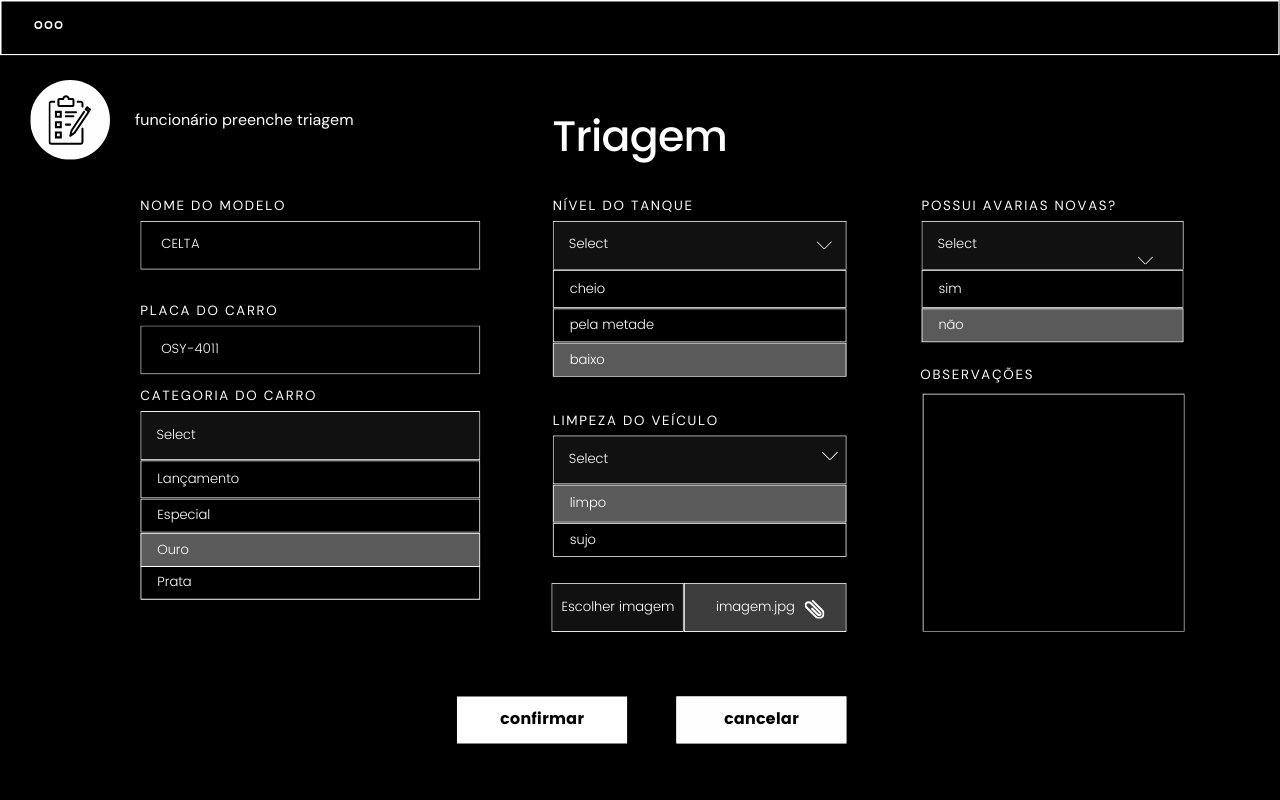 funcionário preenche triagem
Triagem
NOME DO MODELO
CELTA
PLACA DO CARRO
OSY-4011
CATEGORIA DO CARRO
Select
Lançamento
Especial
Ouro
Prata
NÍVEL DO TANQUE
Select
cheio
pela metade
baixo
LIMPEZA DO VEÍCULO
Select
limpo
sujo
Escolher imagem
imagem.jpg
POSSUI AVARIAS NOVAS?
Select
sim
não
OBSERVAÇÕES
confirmar
cancelar